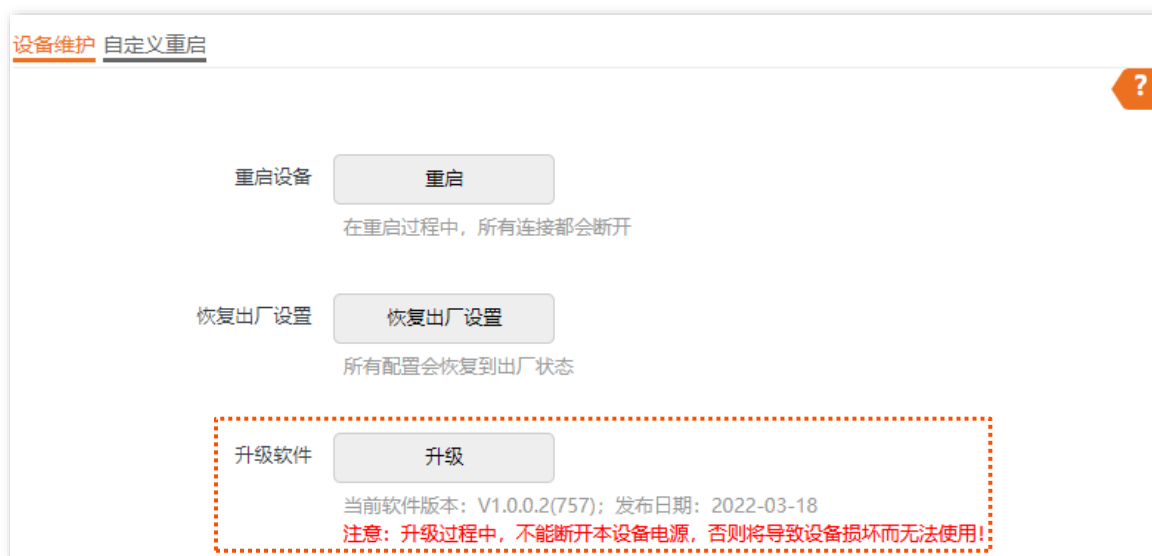 设备维护 自定义重启
?
重启设备 重启
在重启过程中，所有连接都会断开
恢复出厂设置 恢复出厂设置
所有配置会恢复到出厂状态
升级软件 升级
当前软件版本：V1.0.0.2(757)；发布日期：2022-03-18
注意：升级过程中，不能断开本设备电源，否则将导致设备损坏而无法使用！